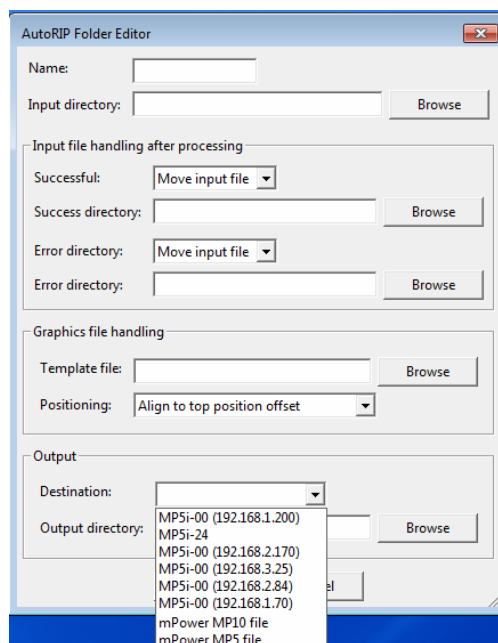 AutoRIP Folder Editor
Name:
Input directory: Browse
Input file handling after processing
Successful: Move input file
Success directory: Browse
Error directory: Move input file
Error directory: Browse
Graphics file handling
Template file: Browse
Positioning: Align to top position offset
Output
Destination:
MP5i-00 (192.168.1.200)
MP5i-24
Output directory: MP5i-00 (192.168.2.170) Browse
MP5i-00 (192.168.3.25)
MP5i-00 (192.168.2.84)
MP5i-00 (192.168.1.70)
mPower MP10 file
mPower MP5 file